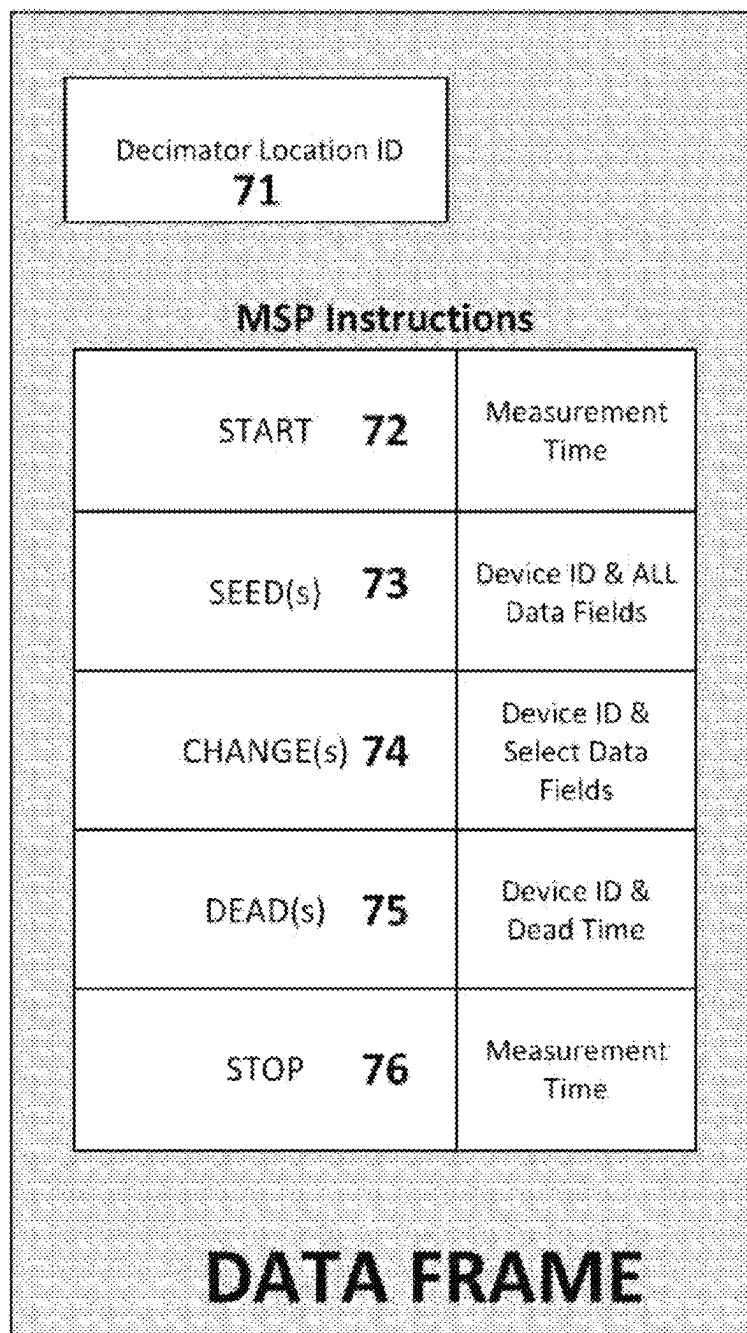 Decimator Location ID
71
MSP Instructions
START 72
Measurement
Time
SEED(s) 73
Device ID & ALL
Data Fields
CHANGE(s) 74
Device ID &
Select Data
Fields
DEAD(s) 75
Device ID &
Dead Time
STOP 76
Measurement
Time
DATA FRAME